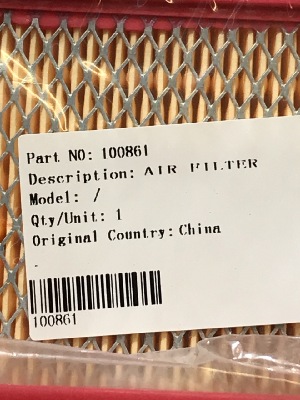 Part NO: 100861
Description: AIR FILTER
Model: /
Qty/Unit: 1
Original Country: China
100861